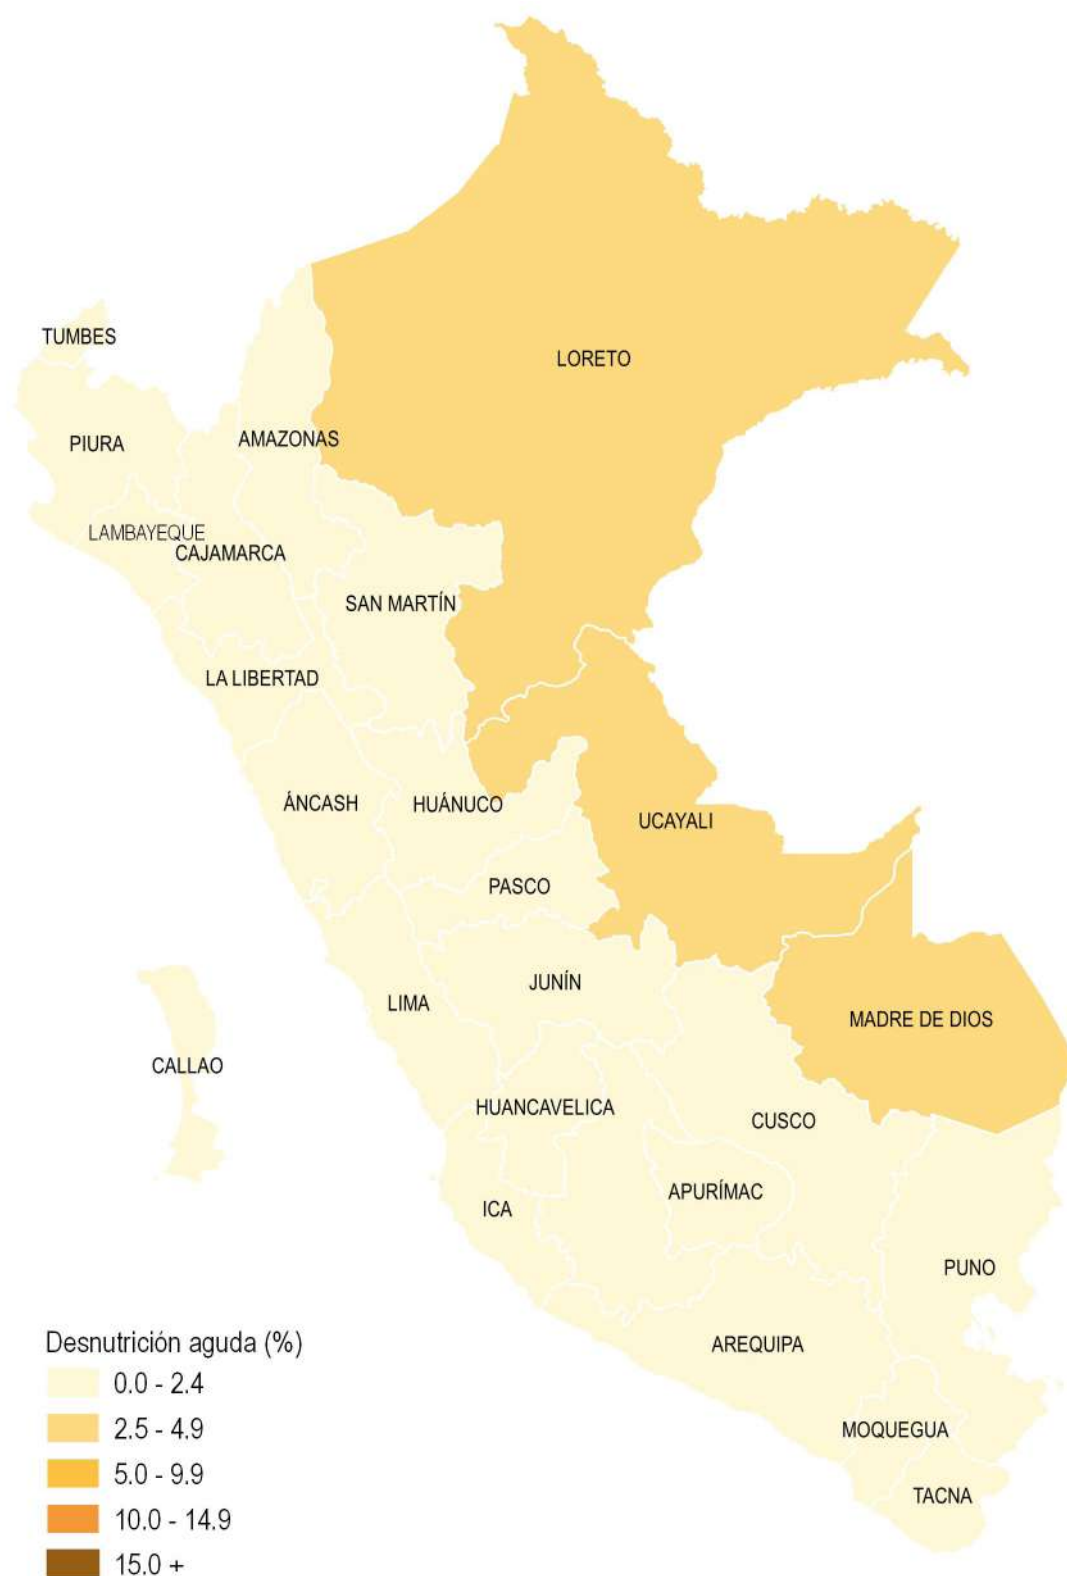 TUMBES
LORETO
PIURA
AMAZONAS
LAMBAYEQUE
CAJAMARCA
SAN MARTÍN
LA LIBERTAD
ÁNCASH
HUÁNUCO
UCAYALI
PASCO
JUNÍN
LIMA
MADRE DE DIOS
CALLAO
HUANCAVELICA
CUSCO
APURÍMAC
ICA
PUNO
AREQUIPA
MOQUEGUA
TACNA
Desnutrición aguda (%)
0.0 - 2.4
2.5 - 4.9
5.0 - 9.9
10.0 - 14.9
15.0 +